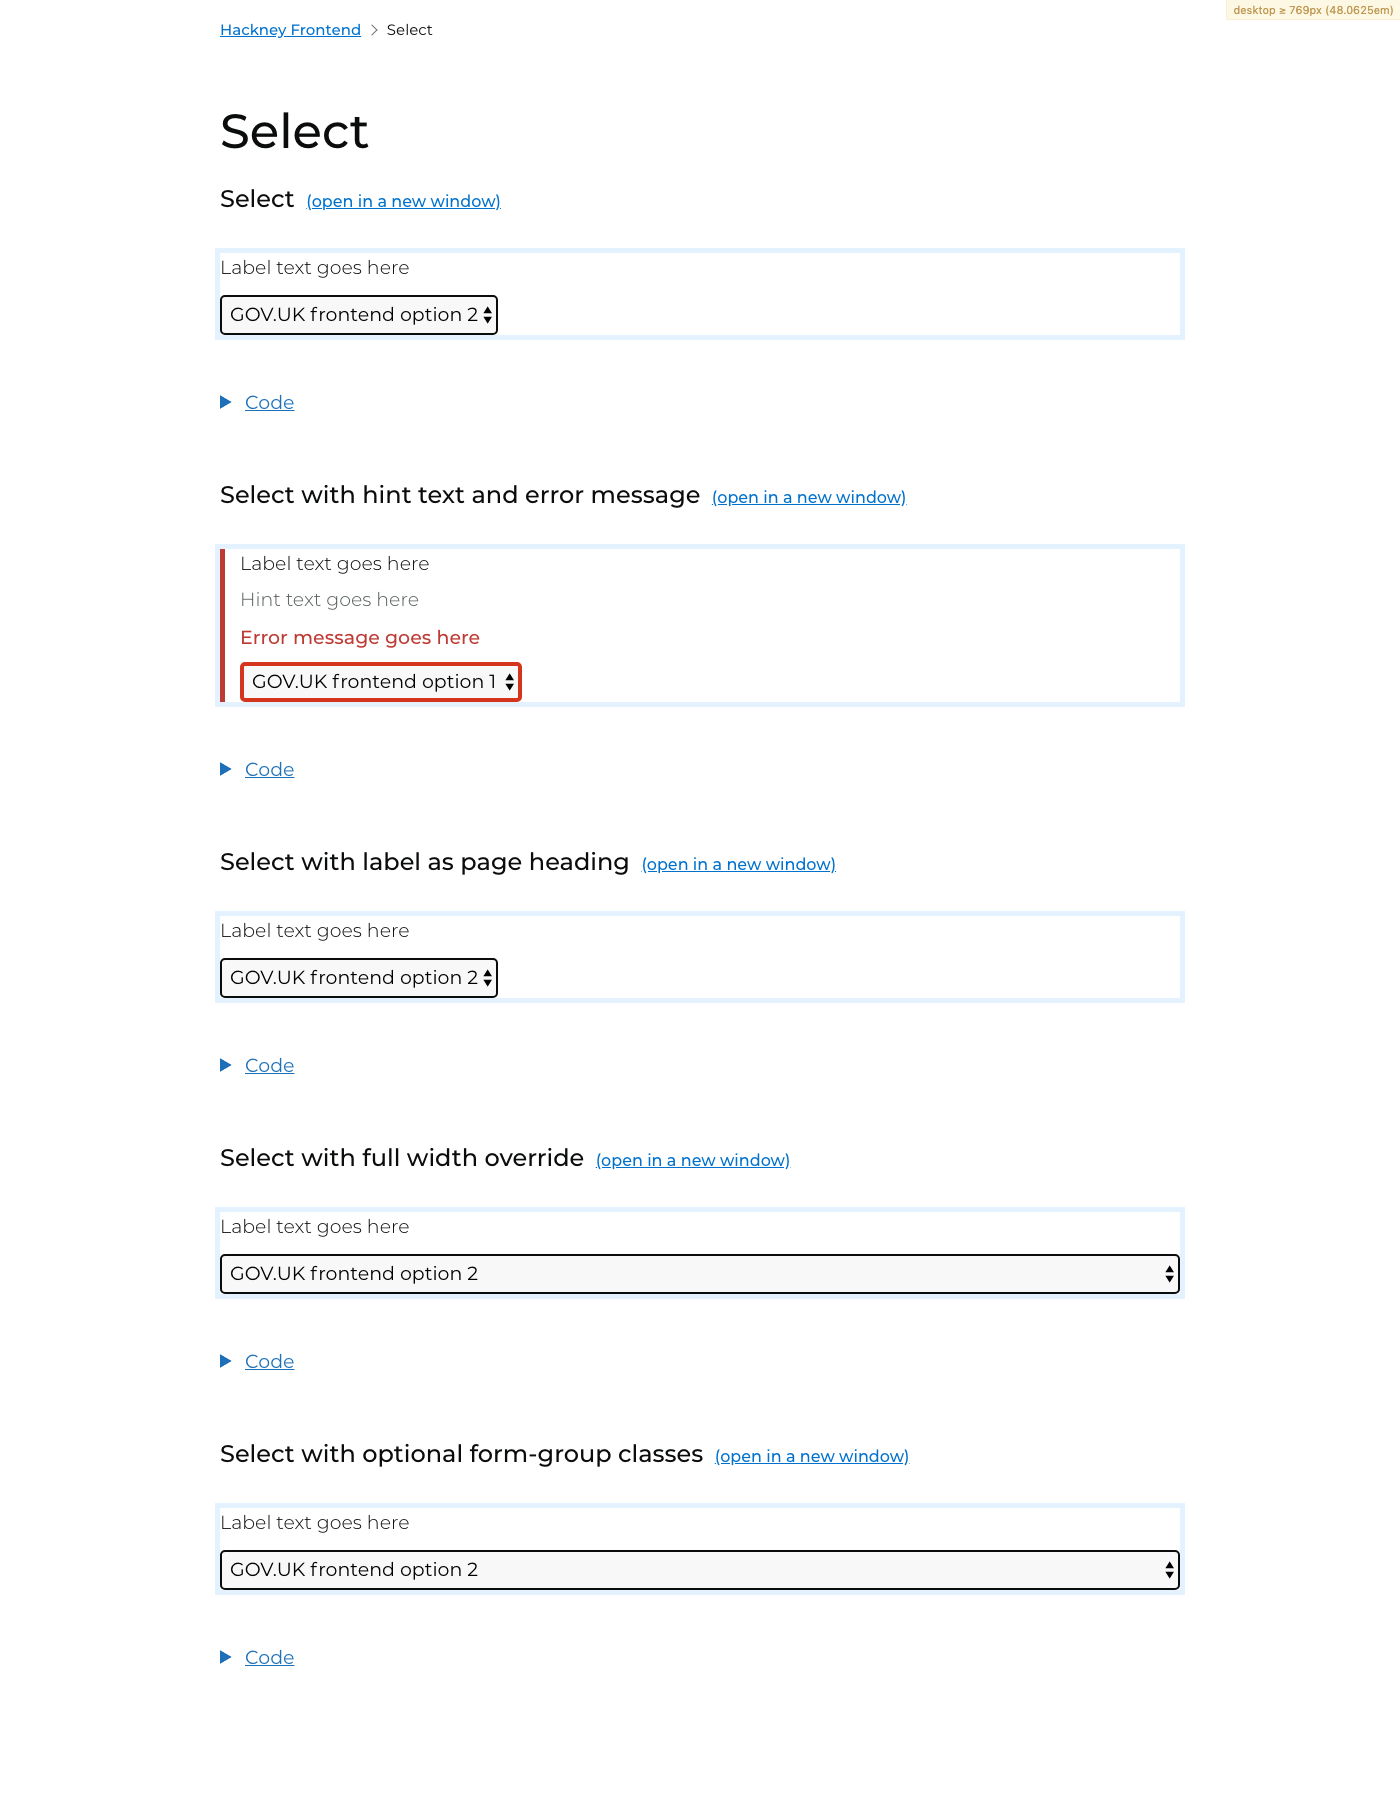 desktop ≥ 769px (48.0625em)
Hackney Frontend Select
Select
Select (open in a new window)
Label text goes here
GOV.UK frontend option 2
Code
Select with hint text and error message (open in a new window)
Label text goes here
Hint text goes here
Error message goes here
GOV.UK frontend option 1
Code
Select with label as page heading (open in a new window)
Label text goes here
GOV.UK frontend option 2
Code
Select with full width override (open in a new window)
Label text goes here
GOV.UK frontend option 2
Code
Select with optional form-group classes (open in a new window)
Label text goes here
GOV.UK frontend option 2
Code